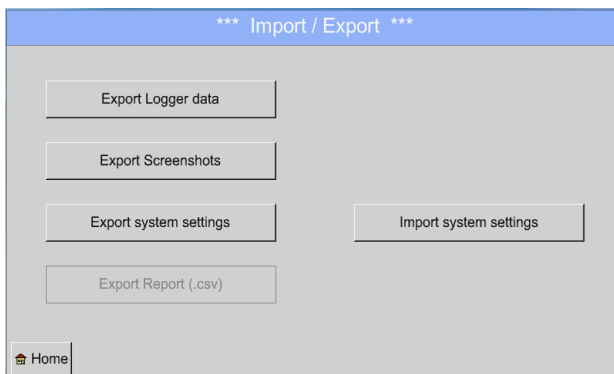 *** Import / Export ***
Export Logger data
Export Screenshots
Export system settings
Import system settings
Export Report (.csv)
Home